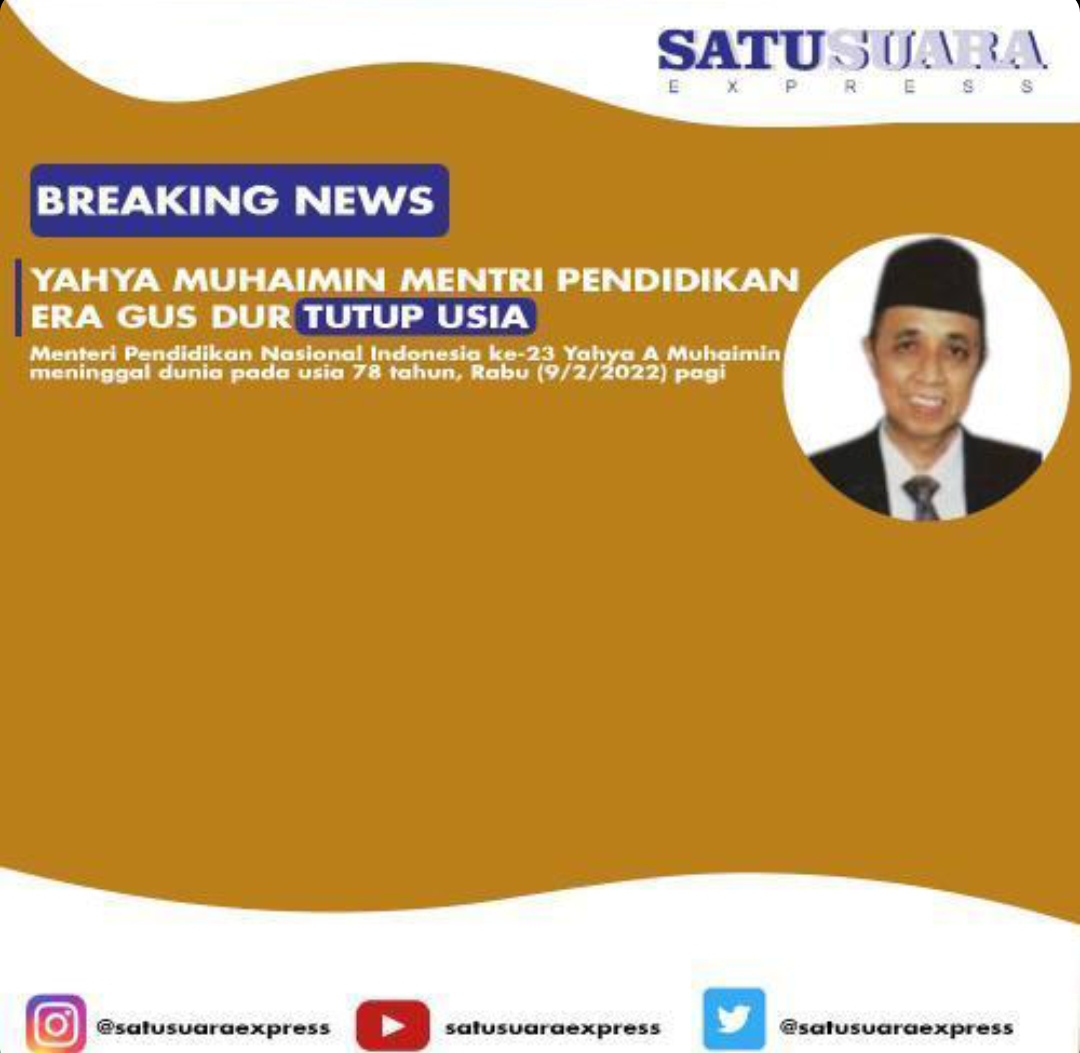 SATUSUARA
EXPRESS
BREAKING NEWS
YAHYA MUHAIMIN MENTRI PENDIDIKAN
ERA GUS DUR TUTUP USIA
Menteri Pendidikan Nasional Indonesia ke-23 Yahya A Muhaimin
meninggal dunia pada usia 78 tahun, Rabu (9/2/2022) pagi
@satusuaraexpress satusuaraexpress @satusuaraexpress